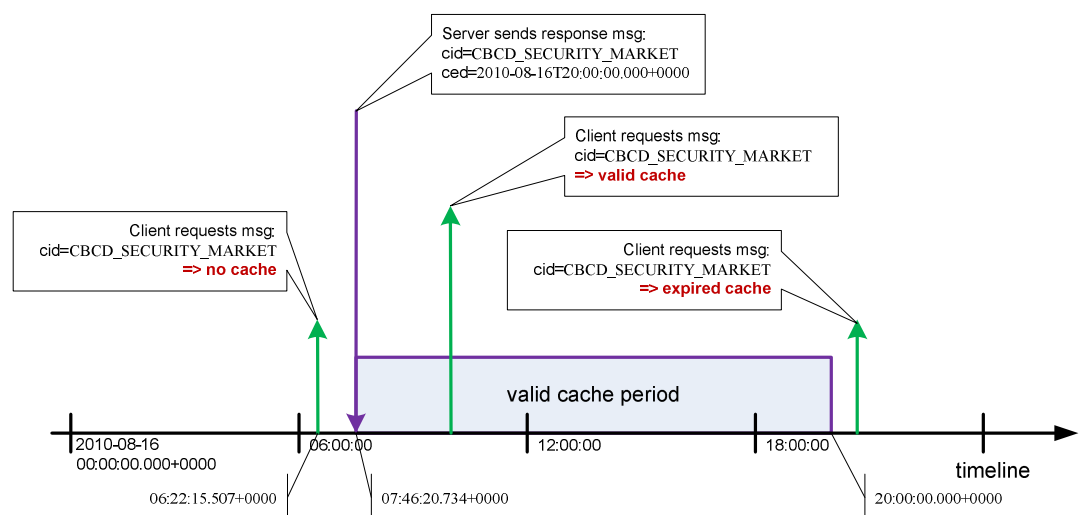 Server sends response msg:
cid=CBCD_SECURITY_MARKET
ced=2010-08-16T20:00:00.000+0000
Client requests msg:
cid=CBCD_SECURITY_MARKET
=> valid cache
Client requests msg:
cid=CBCD_SECURITY_MARKET
=> no cache
Client requests msg:
cid=CBCD_SECURITY_MARKET
=> expired cache
valid cache period
2010-08-16
00:00:00.000+0000
06:00:00
12:00:00
18:00:00
timeline
06:22:15.507+0000
07:46:20.734+0000
20:00:00.000+0000